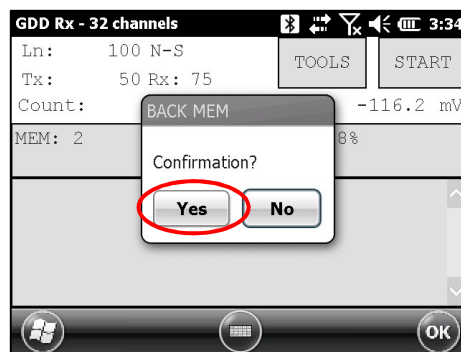 GDD Rx - 32 channels 3:34
Ln: 100 N-S
TOOLS START
Tx: 50 Rx: 75
Count: -116.2 mV
BACK MEM
MEM: 2 8%
Confirmation?
Yes No
OK